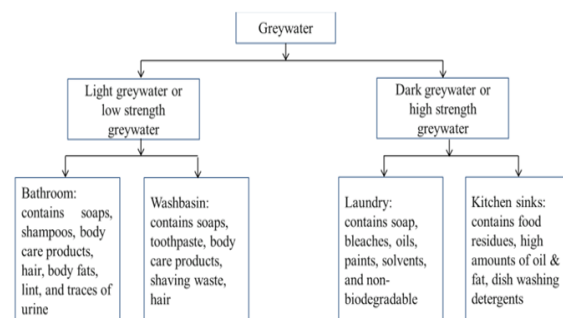 Greywater
Light greywater or
low strength
greywater
Dark greywater or
high strength
greywater
Bathroom:
contains soaps,
shampoos, body
care products,
hair, body fats,
lint, and traces of
urine
Washbasin:
contains soaps,
toothpaste, body
care products,
shaving waste,
hair
Laundry:
contains soap,
bleaches, oils,
paints, solvents,
and non-
biodegradable
Kitchen sinks:
contains food
residues, high
amounts of oil &
fat, dish washing
detergents